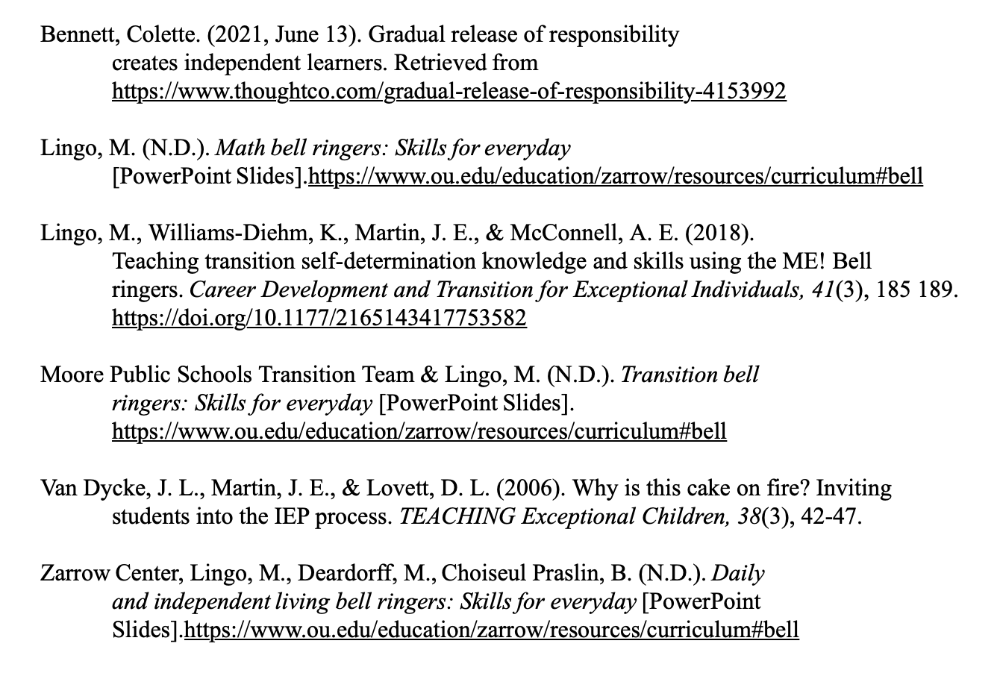 Bennett, Colette. (2021, June 13). Gradual release of responsibility
creates independent learners. Retrieved from
https://www.thoughtco.com/gradual-release-of-responsibility-4153992
Lingo, M. (N.D.). Math bell ringers: Skills for everyday
[PowerPoint Slides].https://www.ou.edu/education/zarrow/resources/curriculum#bell
Lingo, M., Williams-Diehm, K., Martin, J. E., & McConnell, A. E. (2018).
Teaching transition self-determination knowledge and skills using the ME! Bell
ringers. Career Development and Transition for Exceptional Individuals, 41(3), 185 189.
https://doi.org/10.1177/2165143417753582
Moore Public Schools Transition Team & Lingo, M. (N.D.). Transition bell
ringers: Skills for everyday [PowerPoint Slides].
https://www.ou.edu/education/zarrow/resources/curriculum#bell
Van Dycke, J. L., Martin, J. E., & Lovett, D. L. (2006). Why is this cake on fire? Inviting
students into the IEP process. TEACHING Exceptional Children, 38(3), 42-47.
Zarrow Center, Lingo, M., Deardorff, M., Choiseul Praslin, B. (N.D.). Daily
and independent living bell ringers: Skills for everyday [PowerPoint
Slides].https://www.ou.edu/education/zarrow/resources/curriculum#bell